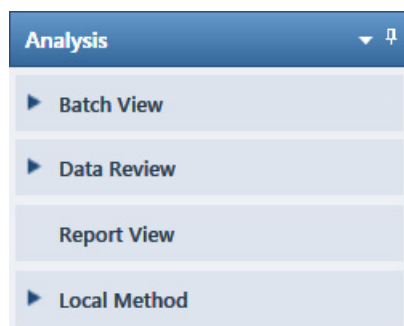 Analysis
Batch View
Data Review
Report View
Local Method